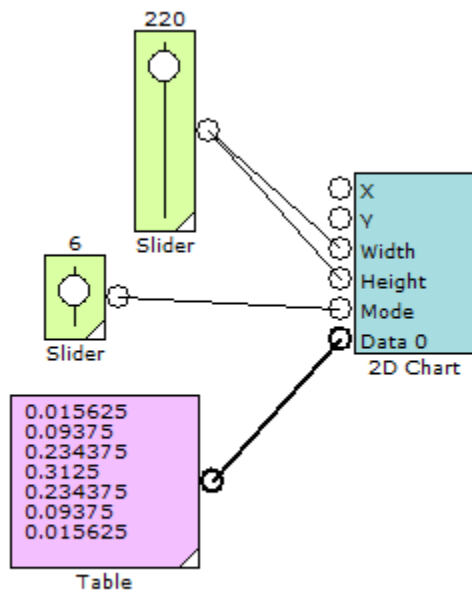 220
Slider
6
Slider
X
Y
Width
Height
Mode
Data 0
2D Chart
0.015625
0.09375
0.234375
0.3125
0.234375
0.09375
0.015625
Table